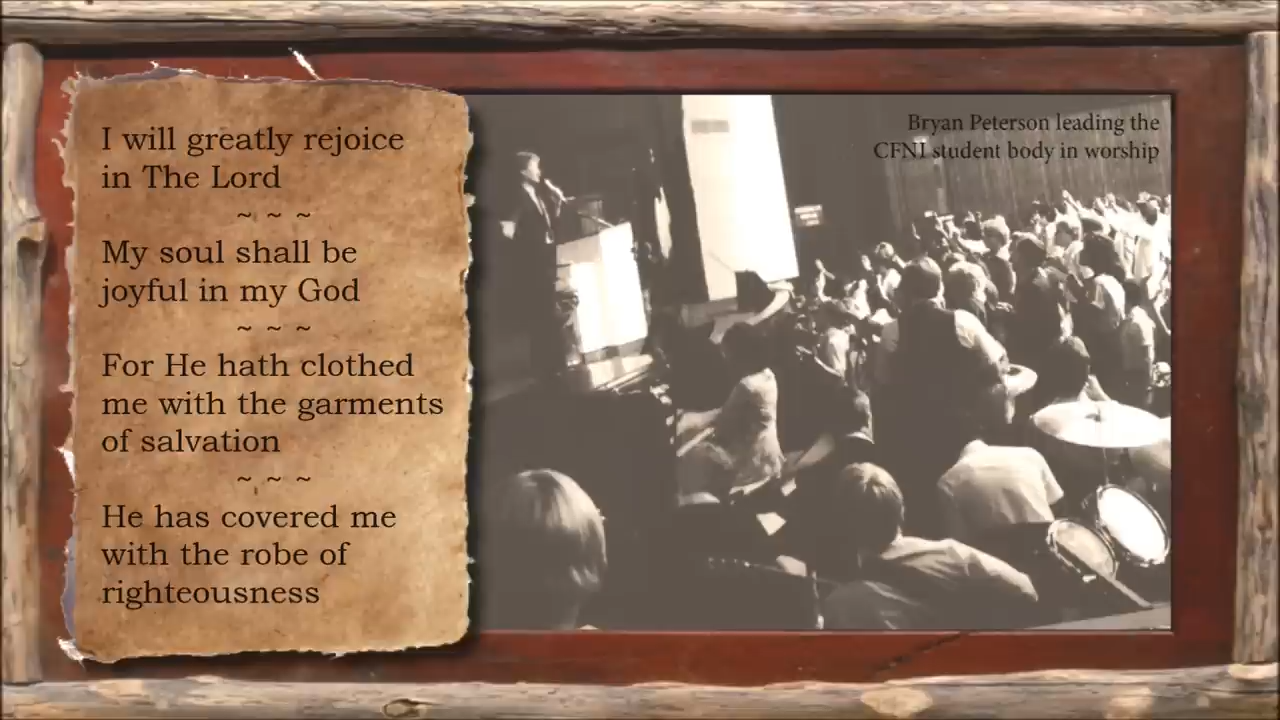 I will greatly rejoice
in The Lord
~ ~ ~
My soul shall be
joyful in my God
~ ~ ~
For He hath clothed
me with the garments
of salvation
~ ~ ~
He has covered me
with the robe of
righteousness
Bryan Peterson leading the
CFNI student body in worship